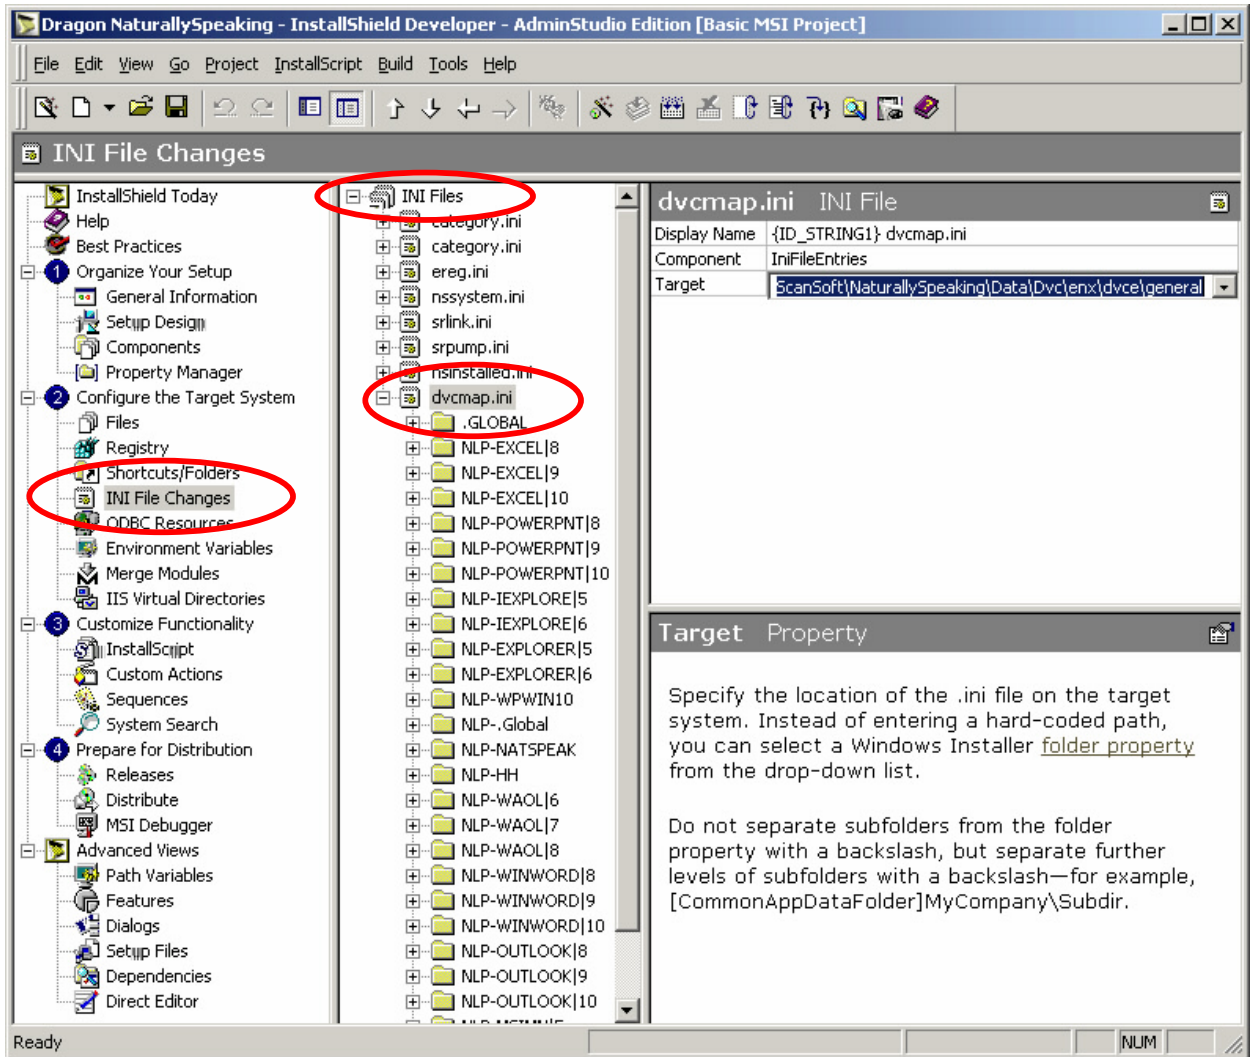 Dragon NaturallySpeaking - InstallShield Developer - AdminStudio Edition [Basic MSI Project]
File Edit View Go Project InstallScript Build Tools Help
INI File Changes
InstallShield Today
Help
Best Practices
1 Organize Your Setup
General Information
Setup Design
Components
Property Manager
2 Configure the Target System
Files
Registry
Shortcuts/Folders
INI File Changes
ODBC Resources
Environment Variables
Merge Modules
IIS Virtual Directories
3 Customize Functionality
InstallScript
Custom Actions
Sequences
System Search
4 Prepare for Distribution
Releases
Distribute
MSI Debugger
Advanced Views
Path Variables
Features
Dialogs
Setup Files
Dependencies
Direct Editor
INI Files
category.ini
category.ini
ereg.ini
nssystem.ini
srlink.ini
srpump.ini
nsinstalled.ini
dvcmap.ini
.GLOBAL
NLP-EXCEL|8
NLP-EXCEL|9
NLP-EXCEL|10
NLP-POWERPNT|8
NLP-POWERPNT|9
NLP-POWERPNT|10
NLP-IEXPLORE|5
NLP-IEXPLORE|6
NLP-EXPLORER|5
NLP-EXPLORER|6
NLP-WPWIN10
NLP-.Global
NLP-NATSPEAK
NLP-HH
NLP-WAOL|6
NLP-WAOL|7
NLP-WAOL|8
NLP-WINWORD|8
NLP-WINWORD|9
NLP-WINWORD|10
NLP-OUTLOOK|8
NLP-OUTLOOK|9
NLP-OUTLOOK|10
dvcmap.ini INI File
Display Name {ID_STRING1} dvcmap.ini
Component IniFileEntries
Target ScanSoft\NaturallySpeaking\Data\Dvc\enx\dvce\general
Target Property
Specify the location of the .ini file on the target
system. Instead of entering a hard-coded path,
you can select a Windows Installer folder property
from the drop-down list.
Do not separate subfolders from the folder
property with a backslash, but separate further
levels of subfolders with a backslash—for example,
[CommonAppDataFolder]MyCompany\Subdir.
Ready
NUM